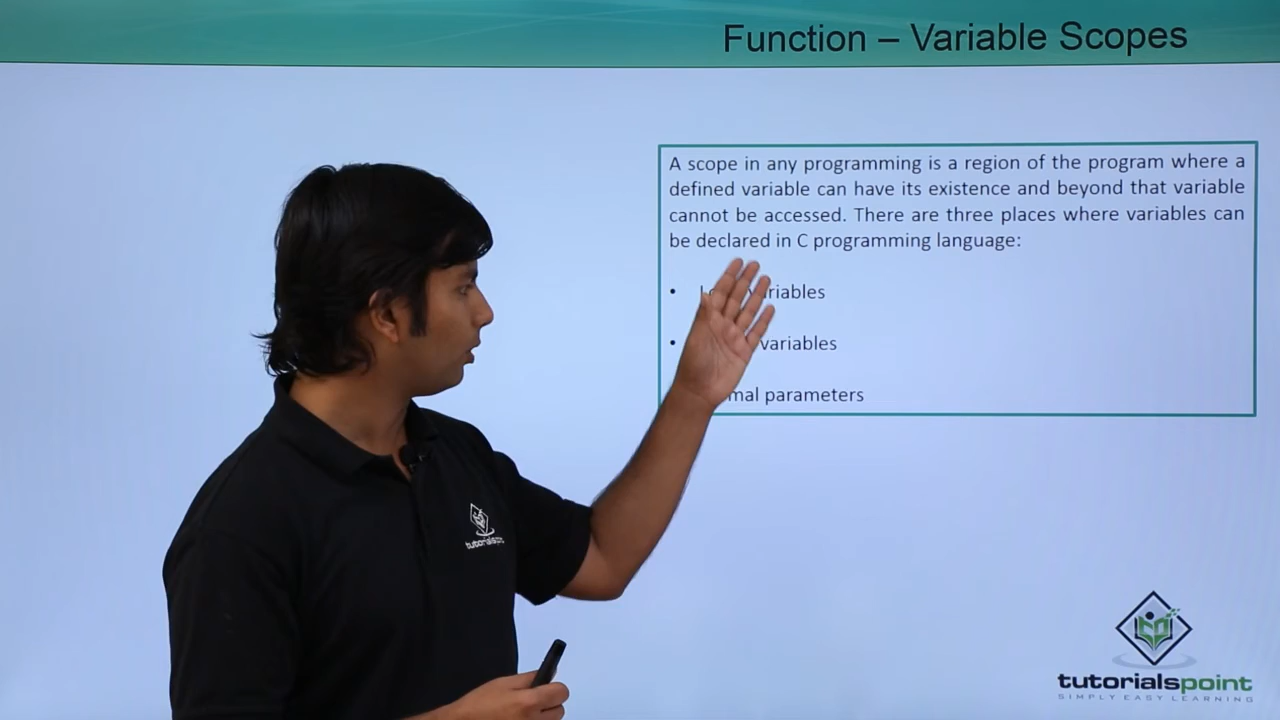 Function – Variable Scopes
A scope in any programming is a region of the program where a
defined variable can have its existence and beyond that variable
cannot be accessed. There are three places where variables can
be declared in C programming language:
• variables
• variables
parameters
tutorialspoint
SIMPLY EASY LEARNING
tutorialspoint